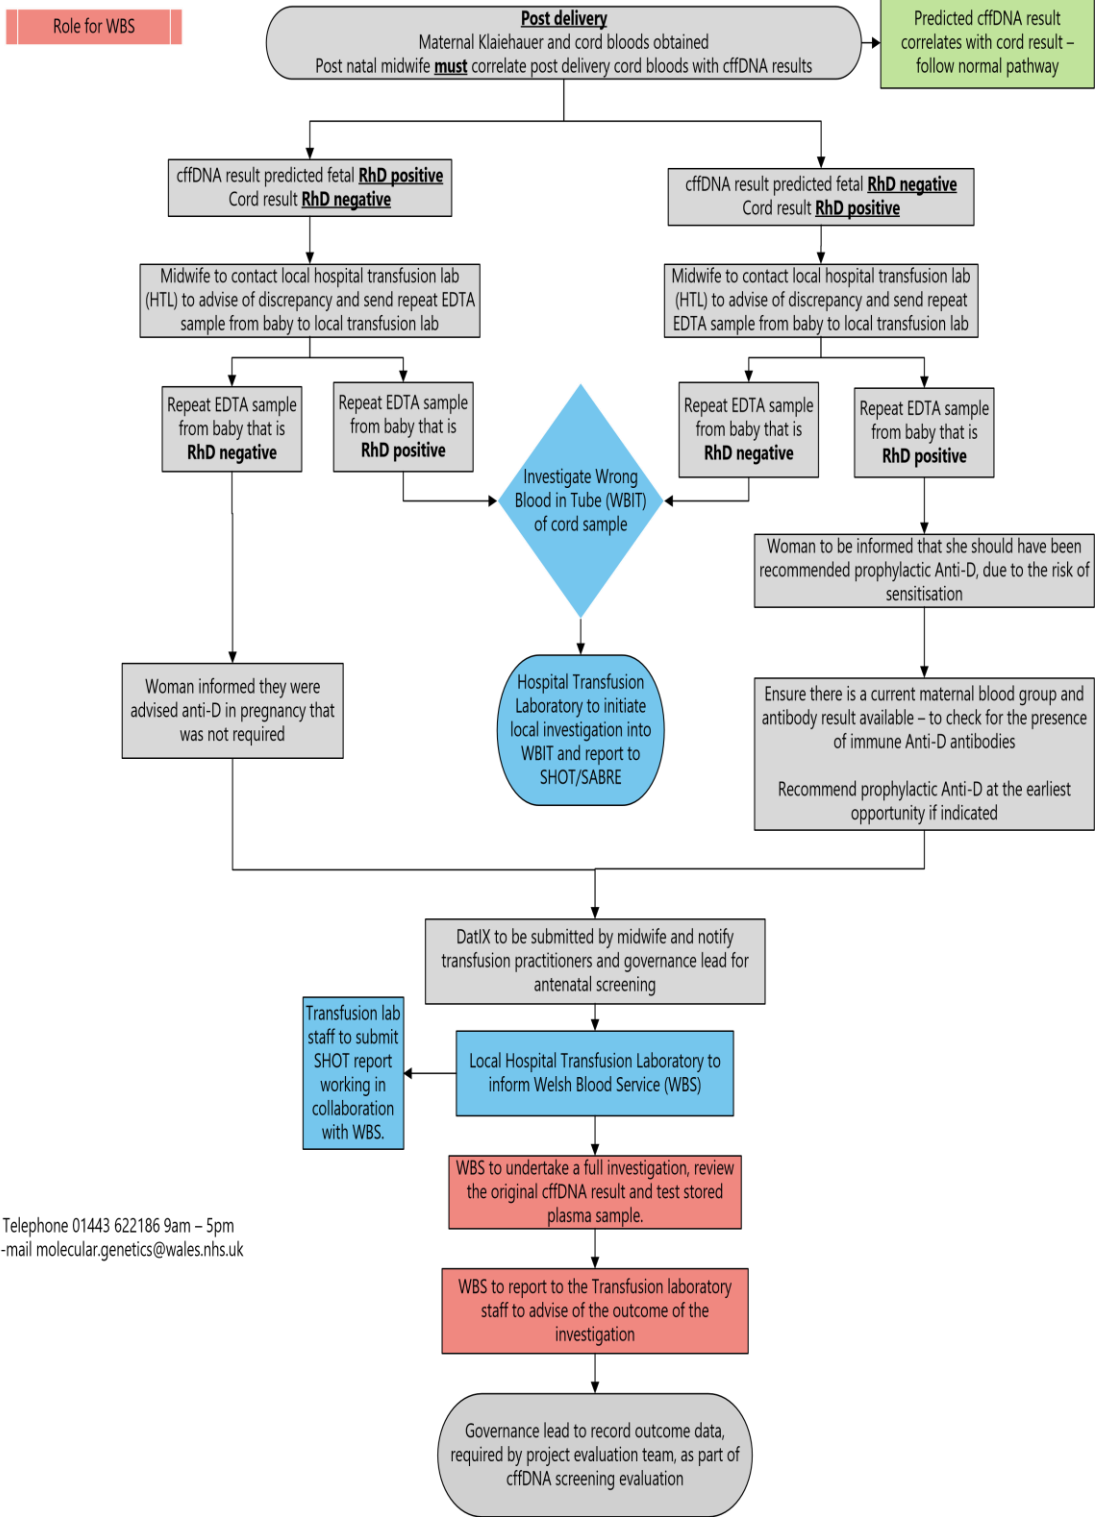 Role for WBS
Post delivery
Maternal Klaiehauer and cord bloods obtained
Post natal midwife must correlate post delivery cord bloods with cffDNA results
Predicted cffDNA result
correlates with cord result –
follow normal pathway
cffDNA result predicted fetal RhD positive
Cord result RhD negative
cffDNA result predicted fetal RhD negative
Cord result RhD positive
Midwife to contact local hospital transfusion lab
(HTL) to advise of discrepancy and send repeat EDTA
sample from baby to local transfusion lab
Midwife to contact local hospital transfusion lab
(HTL) to advise of discrepancy and send repeat
EDTA sample from baby to local transfusion lab
Repeat EDTA sample
from baby that is
RhD negative
Repeat EDTA sample
from baby that is
RhD positive
Investigate Wrong
Blood in Tube (WBIT)
of cord sample
Repeat EDTA sample
from baby that is
RhD negative
Repeat EDTA sample
from baby that is
RhD positive
Woman to be informed that she should have been
recommended prophylactic Anti-D, due to the risk of
sensitisation
Woman informed they were
advised anti-D in pregnancy that
was not required
Hospital Transfusion
Laboratory to initiate
local investigation into
WBIT and report to
SHOT/SABRE
Ensure there is a current maternal blood group and
antibody result available – to check for the presence
of immune Anti-D antibodies
Recommend prophylactic Anti-D at the earliest
opportunity if indicated
DatIX to be submitted by midwife and notify
transfusion practitioners and governance lead for
antenatal screening
Transfusion lab
staff to submit
SHOT report
working in
collaboration
with WBS.
Local Hospital Transfusion Laboratory to
inform Welsh Blood Service (WBS)
WBS to undertake a full investigation, review
the original cffDNA result and test stored
plasma sample.
Telephone 01443 622186 9am – 5pm
-mail molecular.genetics@wales.nhs.uk
WBS to report to the Transfusion laboratory
staff to advise of the outcome of the
investigation
Governance lead to record outcome data,
required by project evaluation team, as part of
cffDNA screening evaluation